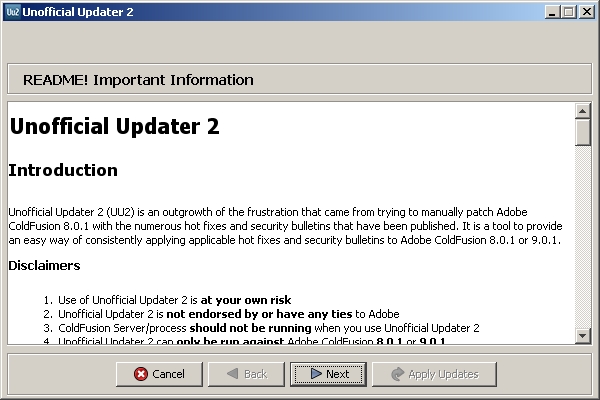 Uu2 Unofficial Updater 2
README! Important Information
Unofficial Updater 2
Introduction
Unofficial Updater 2 (UU2) is an outgrowth of the frustration that came from trying to manually patch Adobe
ColdFusion 8.0.1 with the numerous hot fixes and security bulletins that have been published. It is a tool to provide
an easy way of consistently applying applicable hot fixes and security bulletins to Adobe ColdFusion 8.0.1 or 9.0.1.
Disclaimers
1. Use of Unofficial Updater 2 is at your own risk
2. Unofficial Updater 2 is not endorsed by or have any ties to Adobe
3. ColdFusion Server/process should not be running when you use Unofficial Updater 2
4. Unofficial Updater 2 can only be run against Adobe ColdFusion 8.0.1 or 9.0.1
Cancel Back Next Apply Updates